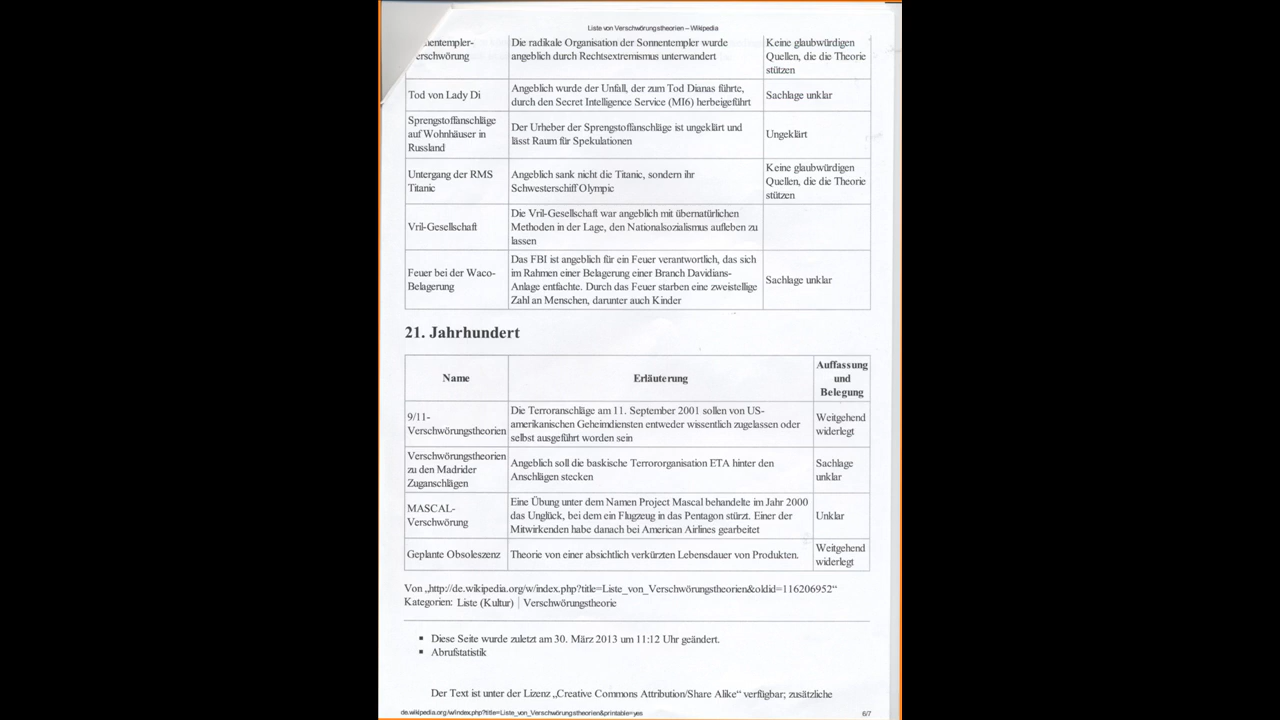 Liste von Verschwörungstheorien – Wikipedia
Die radikale Organisation der Sonnentempler wurde
angeblich durch Rechtsextremismus unterwandert
Keine glaubwürdigen
Quellen, die die Theorie
stützen
Tod von Lady Di
Angeblich wurde der Unfall, der zum Tod Dianas führte,
durch den Secret Intelligence Service (MI6) herbeigeführt
Sachlage unklar
Sprengstoffanschläge
auf Wohnhäuser in
Russland
Der Urheber der Sprengstoffanschläge ist ungeklärt und
lässt Raum für Spekulationen
Ungeklärt
Untergang der RMS
Titanic
Angeblich sank nicht die Titanic, sondern ihr
Schwesterschiff Olympic
Keine glaubwürdigen
Quellen, die die Theorie
stützen
Vril-Gesellschaft
Die Vril-Gesellschaft war angeblich mit übernatürlichen
Methoden in der Lage, den Nationalsozialismus aufleben zu
lassen
Feuer bei der Waco-
Belagerung
Das FBI ist angeblich für ein Feuer verantwortlich, das sich
im Rahmen einer Belagerung einer Branch Davidians-
Anlage entfachte. Durch das Feuer starben eine zweistellige
Zahl an Menschen, darunter auch Kinder
Sachlage unklar
21. Jahrhundert
Name
Erläuterung
Auffassung
und
Belegung
9/11-
Verschwörungstheorien
Die Terroranschläge am 11. September 2001 sollen von US-
amerikanischen Geheimdiensten entweder wissentlich zugelassen oder
selbst ausgeführt worden sein
Weitgehend
widerlegt
Verschwörungstheorien
zu den Madrider
Zuganschlägen
Angeblich soll die baskische Terrororganisation ETA hinter den
Anschlägen stecken
Sachlage
unklar
MASCAL-
Verschwörung
Eine Übung unter dem Namen Project Mascal behandelte im Jahr 2000
das Unglück, bei dem ein Flugzeug in das Pentagon stürzt. Einer der
Mitwirkenden habe danach bei American Airlines gearbeitet
Unklar
Geplante Obsoleszenz
Theorie von einer absichtlich verkürzten Lebensdauer von Produkten.
Weitgehend
widerlegt
Von „http://de.wikipedia.org/w/index.php?title=Liste_von_Verschwörungstheorien&oldid=116206952“
Kategorien: Liste (Kultur) | Verschwörungstheorie
▪ Diese Seite wurde zuletzt am 30. März 2013 um 11:12 Uhr geändert.
▪ Abrufstatistik
Der Text ist unter der Lizenz „Creative Commons Attribution/Share Alike“ verfügbar; zusätzliche
de.wikipedia.org/w/index.php?title=Liste_von_Verschwörungstheorien&printable=yes
6/7